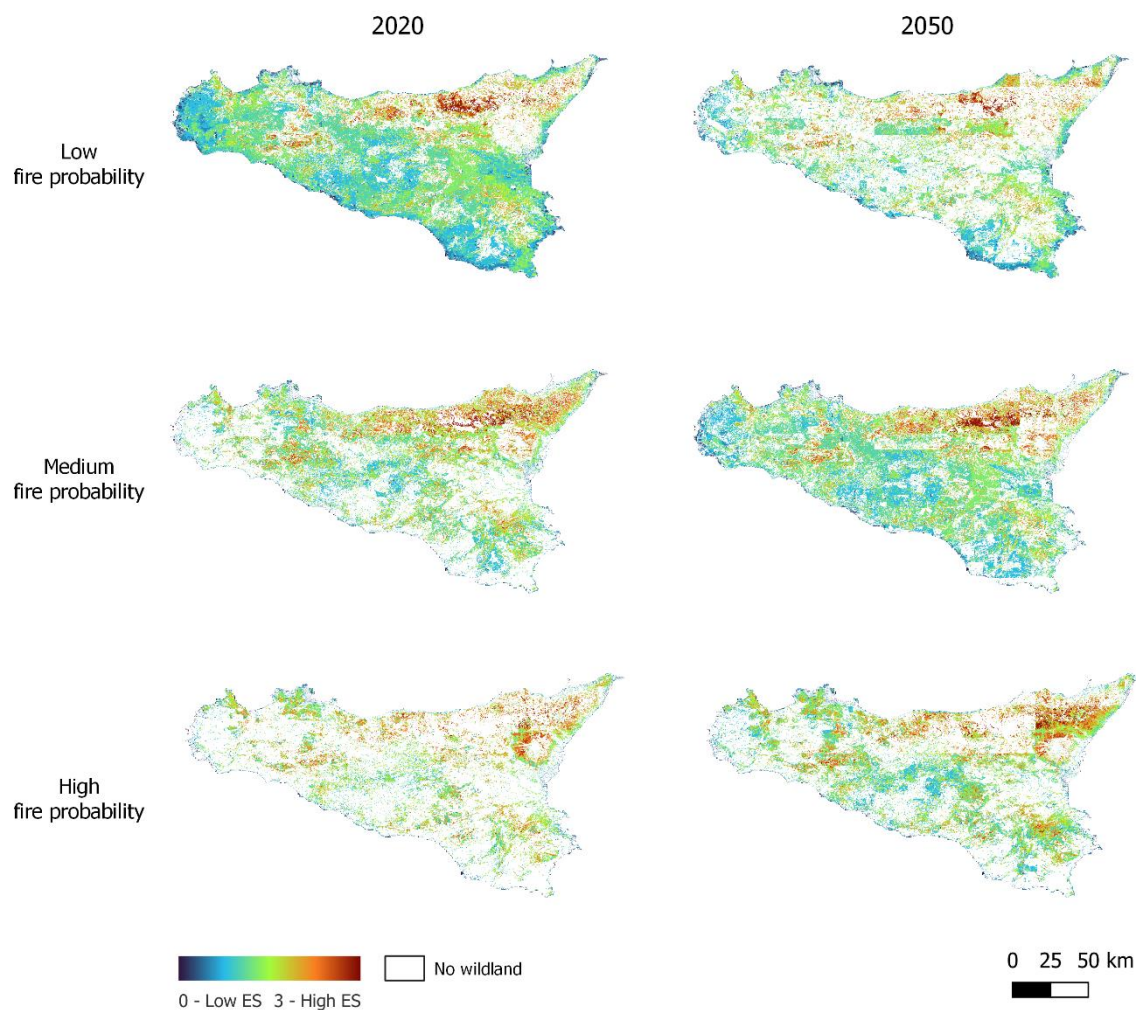 2020 2050
Low
fire probability
Medium
fire probability
High
fire probability
No wildland
0 - Low ES 3 - High ES
0 25 50 km